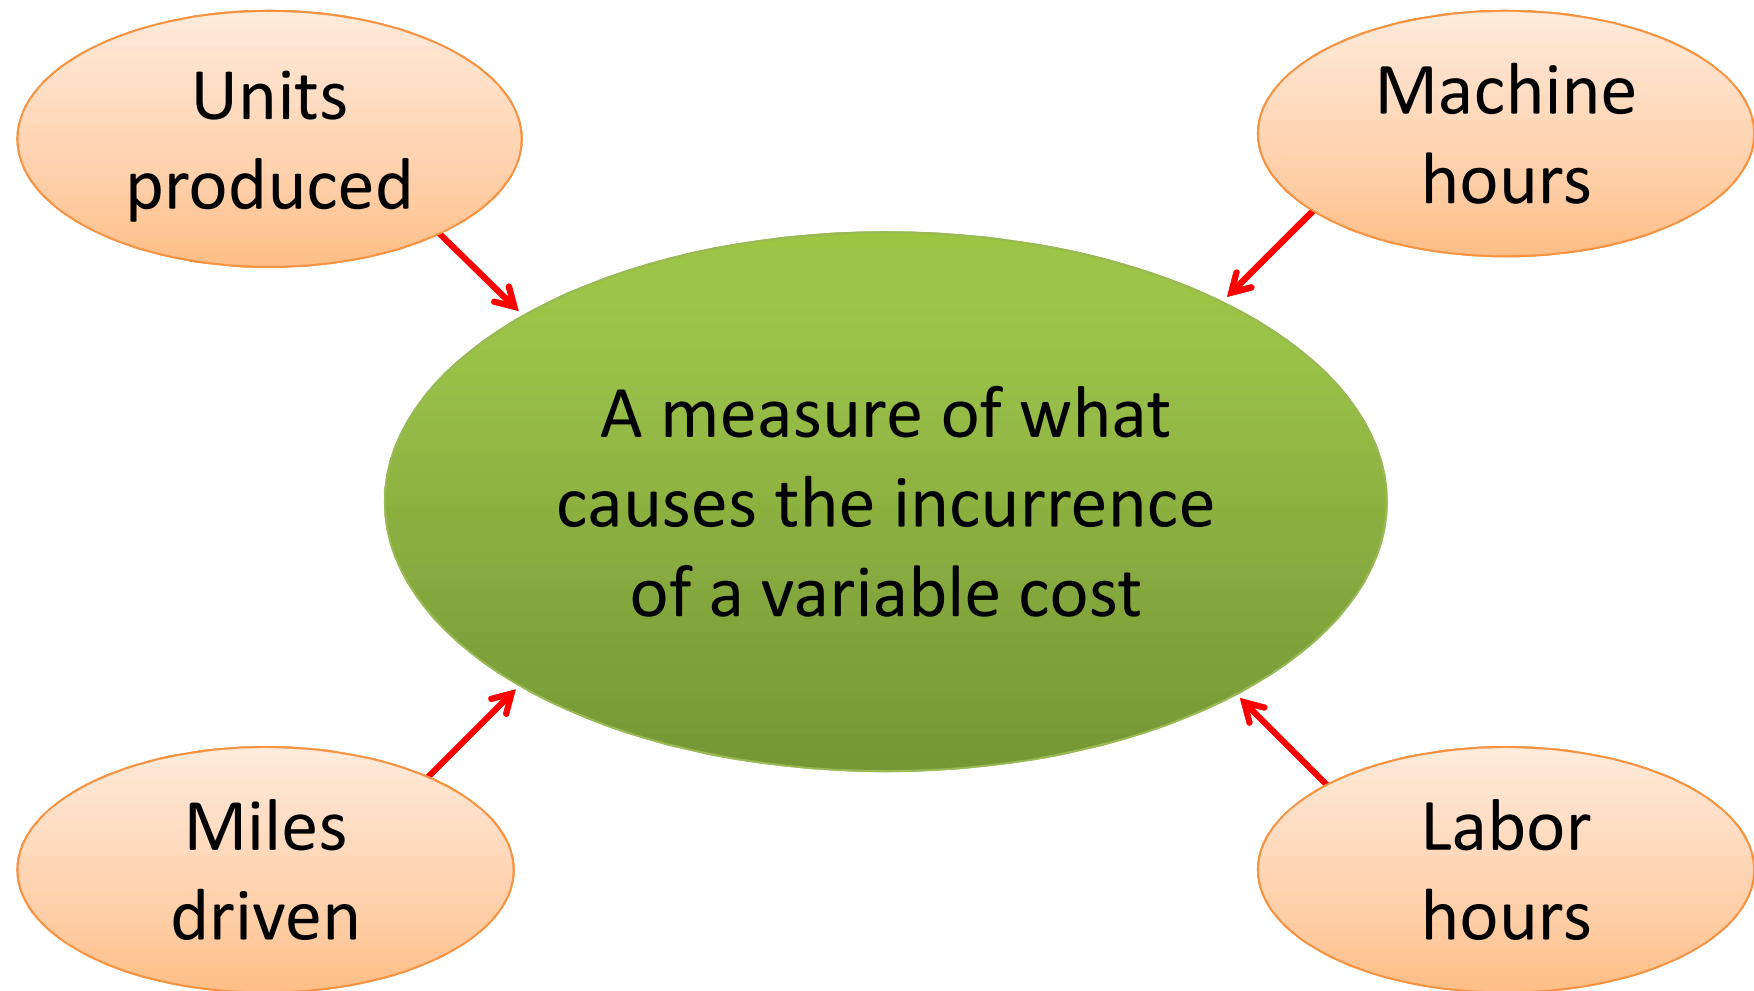 Units
produced
Machine
hours
A measure of what
causes the incurrence
of a variable cost
Miles
driven
Labor
hours